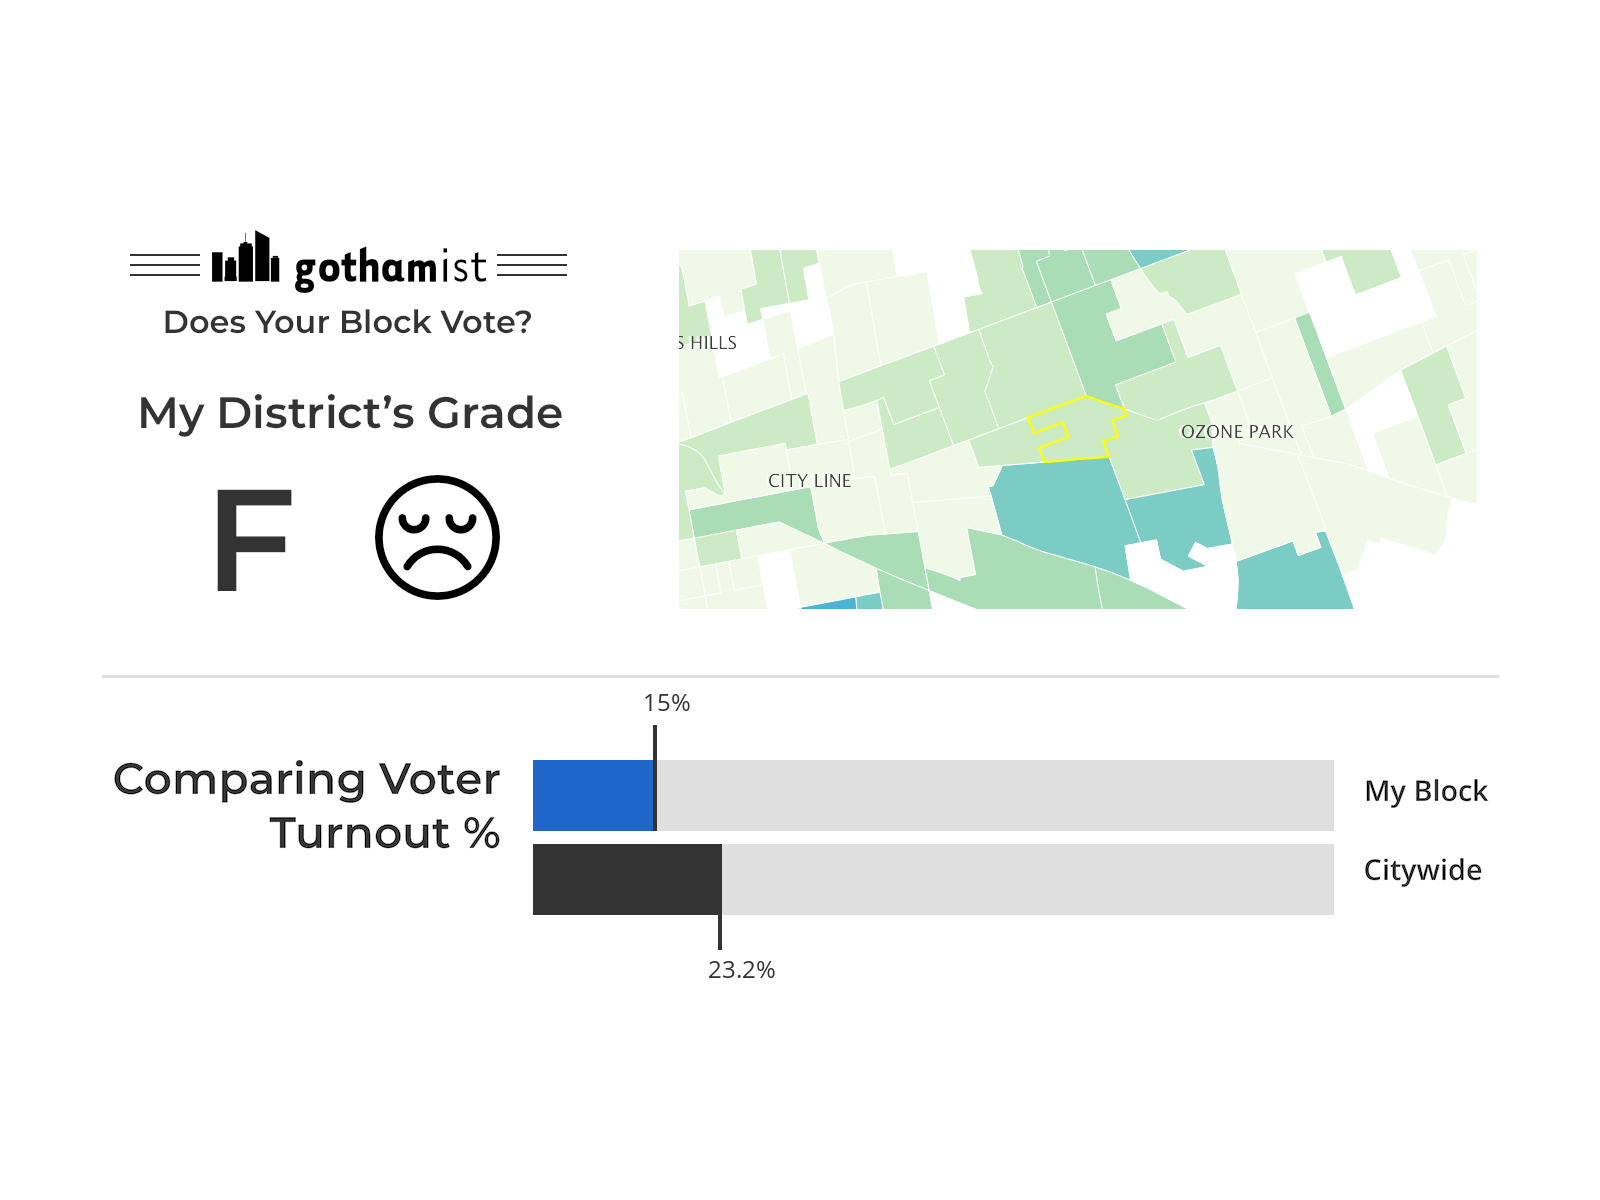 gothamist
Does Your Block Vote?
My District's Grade
F
S HILLS
OZONE PARK
CITY LINE
15%
Comparing Voter
Turnout %
My Block
Citywide
23.2%